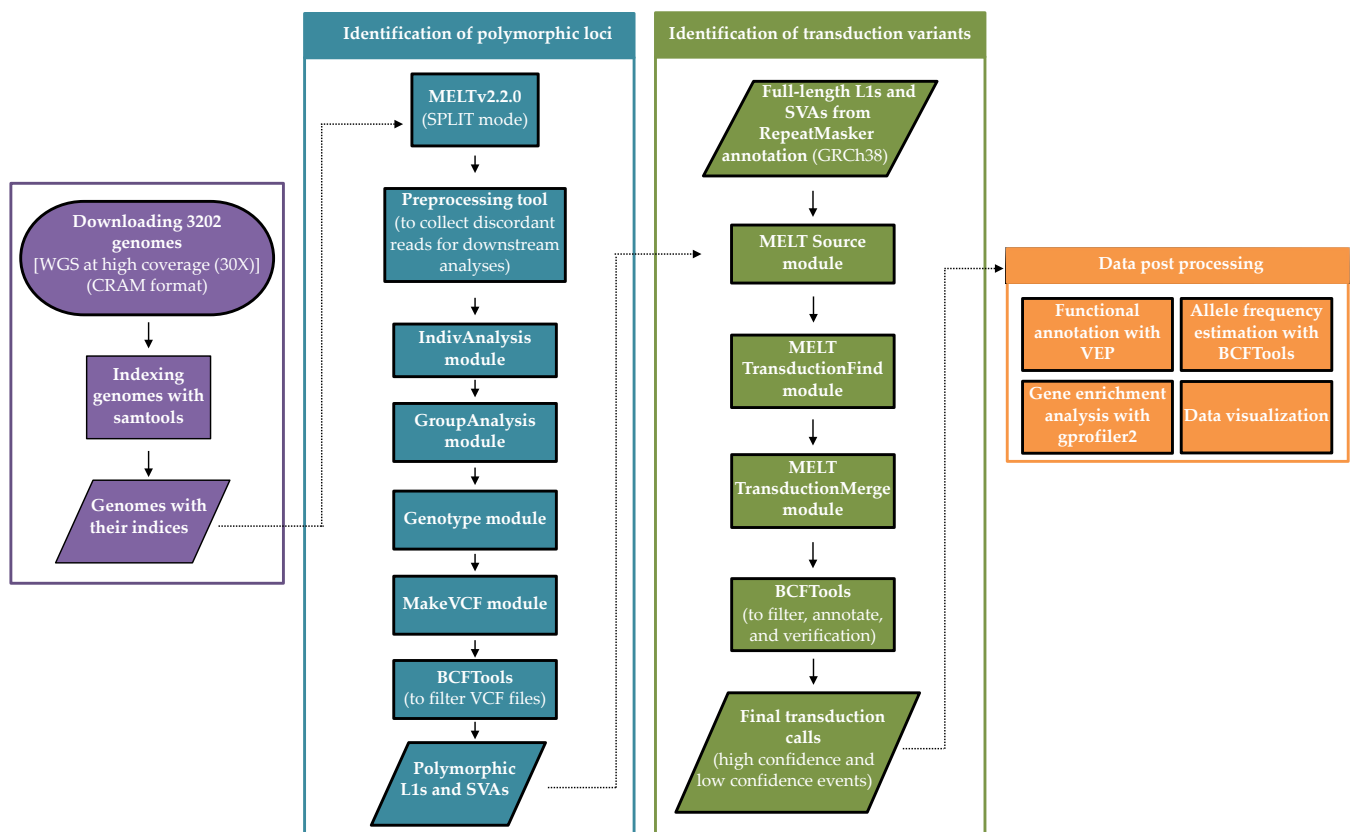 Downloading 3202
genomes
[WGS at high coverage (30X)]
(CRAM format)
Indexing
genomes with
samtools
Genomes with
their indices
Identification of polymorphic loci
MELTv2.2.0
(SPLIT mode)
Preprocessing tool
(to collect discordant
reads for downstream
analyses)
IndivAnalysis
module
GroupAnalysis
module
Genotype module
MakeVCF module
BCFTools
(to filter VCF files)
Polymorphic
L1s and SVAs
Identification of transduction variants
Full-length L1s and
SVAs from
RepeatMasker
annotation (GRCh38)
MELT Source
module
MELT
TransductionFind
module
MELT
TransductionMerge
module
BCFTools
(to filter, annotate,
and verification)
Final transduction
calls
(high confidence and
low confidence events)
Data post processing
Functional
annotation with
VEP
Allele frequency
estimation with
BCFTools
Gene enrichment
analysis with
gprofiler2
Data visualization